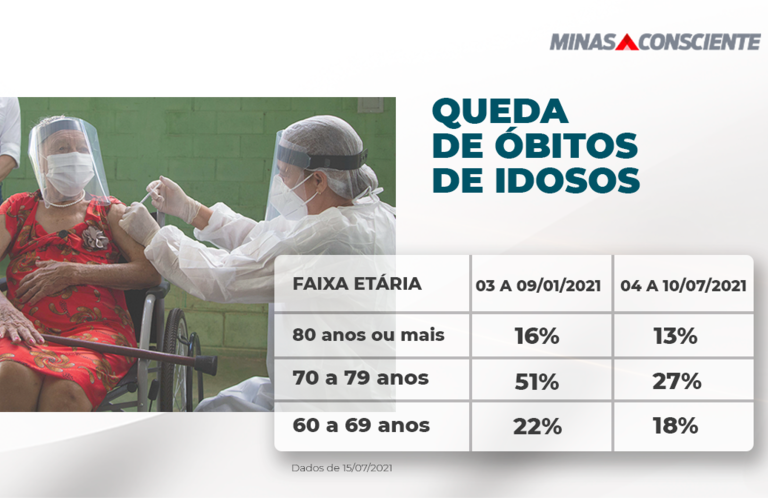 MINAS CONSCIENTE
QUEDA
DE ÓBITOS
DE IDOSOS
FAIXA ETÁRIA 03 A 09/01/2021 04 A 10/07/2021
80 anos ou mais 16% 13%
70 a 79 anos 51% 27%
60 a 69 anos 22% 18%
Dados de 15/07/2021